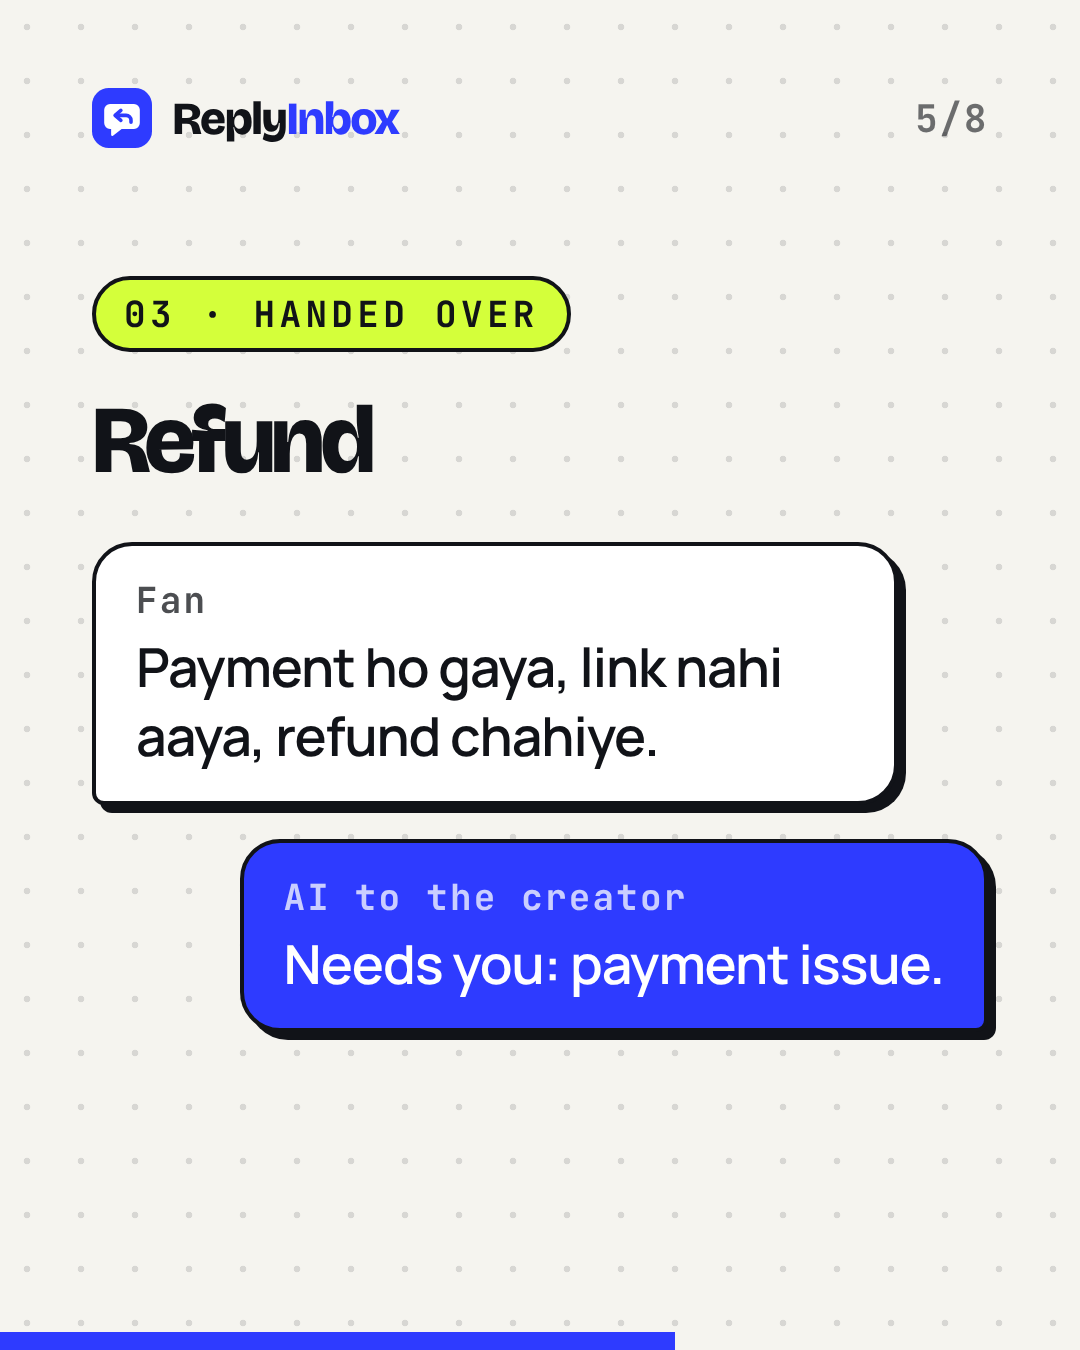 ReplyInbox
5/8
03 · HANDED OVER
Refund
Fan
Payment ho gaya, link nahi
aaya, refund chahiye.
AI to the creator
Needs you: payment issue.